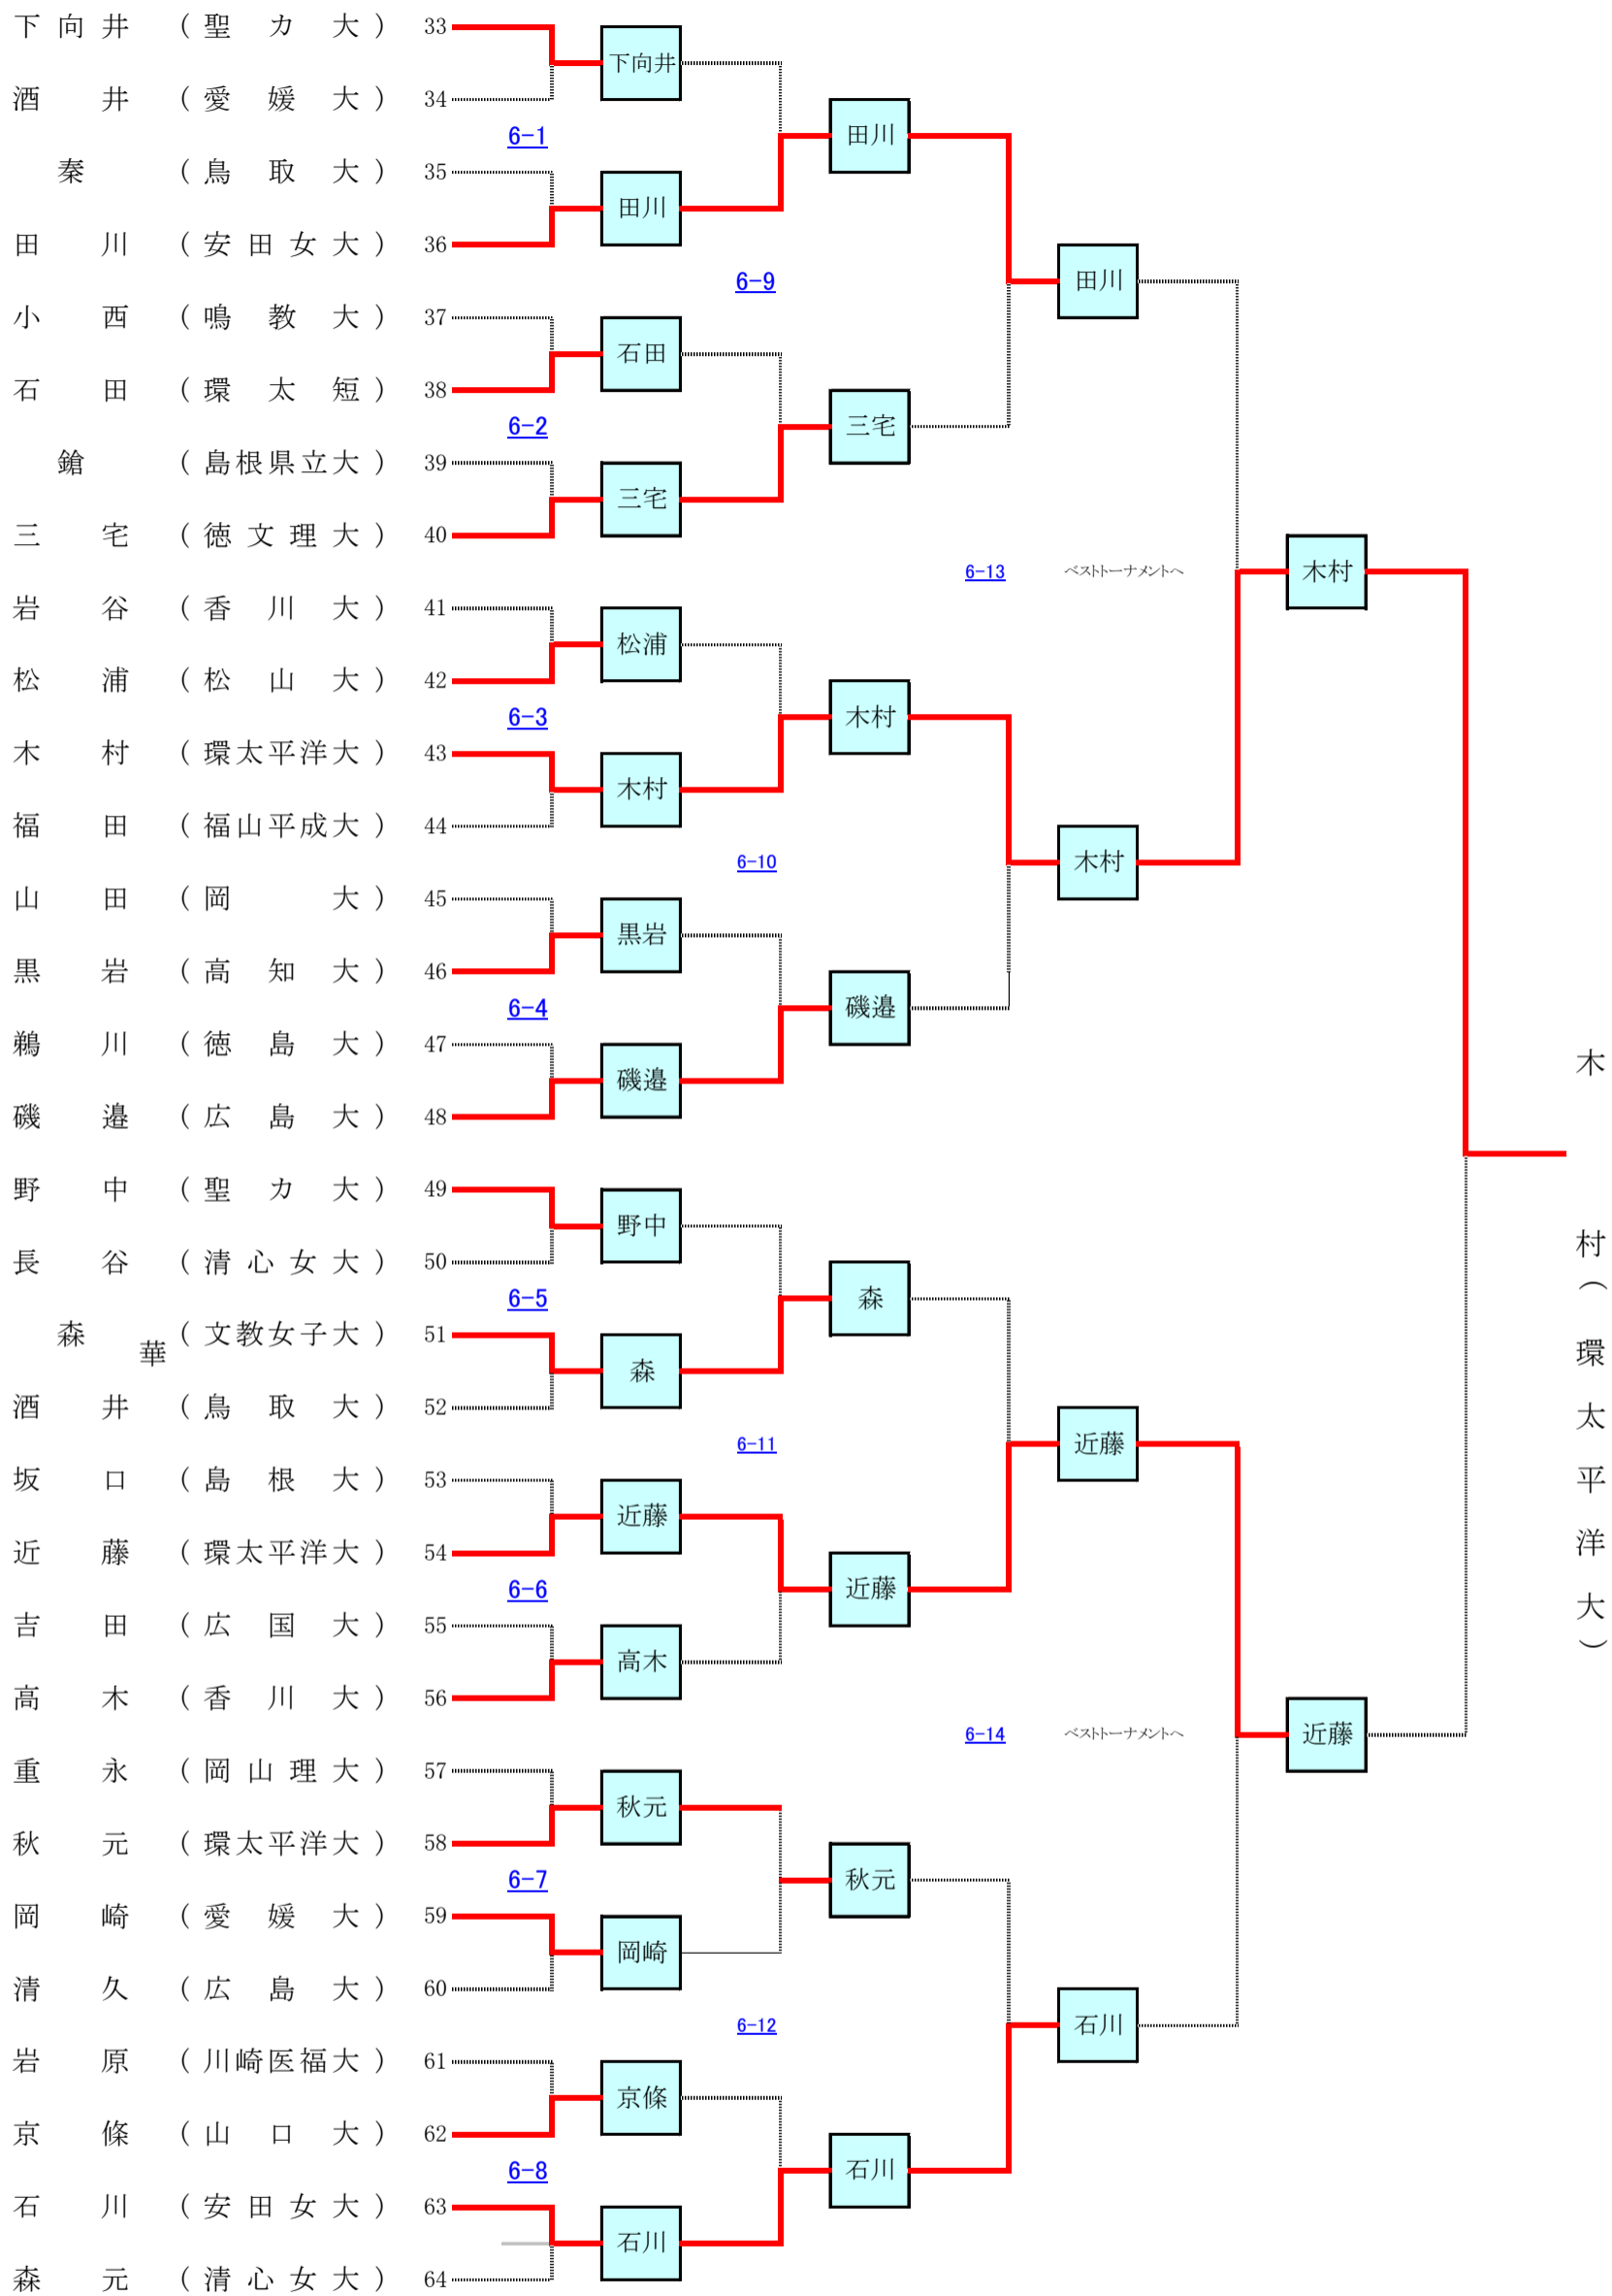 下向井 (聖カ大) 33
下向井
酒井 (愛媛大) 34
田川
6-1
秦 (鳥取大) 35
田川
田川 (安田女大) 36
6-9
田川
小西 (鳴教大) 37
石田
石田 (環太短) 38
三宅
6-2
鎗 (島根県立大) 39
三宅
三宅 (徳文理大) 40
6-13 ベストトーナメントへ
木村
岩谷 (香川大) 41
松浦
松浦 (松山大) 42
木村
6-3
木村 (環太平洋大) 43
木村
福田 (福山平成大) 44
6-10
木村
山田 (岡大) 45
黒岩
黒岩 (高知大) 46
磯邉
6-4
鵜川 (徳島大) 47
磯邉
磯邉 (広島大) 48
木村(環太平洋大)
野中 (聖カ大) 49
野中
長谷 (清心女大) 50
森
6-5
森華 (文教女子大) 51
森
酒井 (鳥取大) 52
6-11
近藤
坂口 (島根大) 53
近藤
近藤 (環太平洋大) 54
近藤
6-6
吉田 (広国大) 55
高木
高木 (香川大) 56
6-14 ベストトーナメントへ
近藤
重永 (岡山理大) 57
秋元
秋元 (環太平洋大) 58
秋元
6-7
岡崎 (愛媛大) 59
岡崎
清久 (広島大) 60
6-12
石川
岩原 (川崎医福大) 61
京條
京條 (山口大) 62
石川
6-8
石川 (安田女大) 63
石川
森元 (清心女大) 64